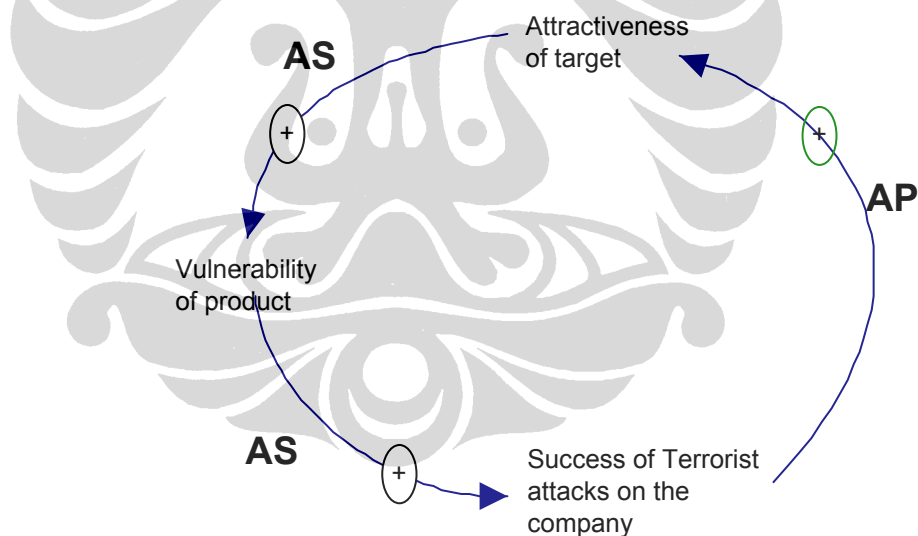 Attractiveness
of target
AS
+
+
AP
Vulnerability
of product
AS
+
Success of Terrorist
attacks on the
company